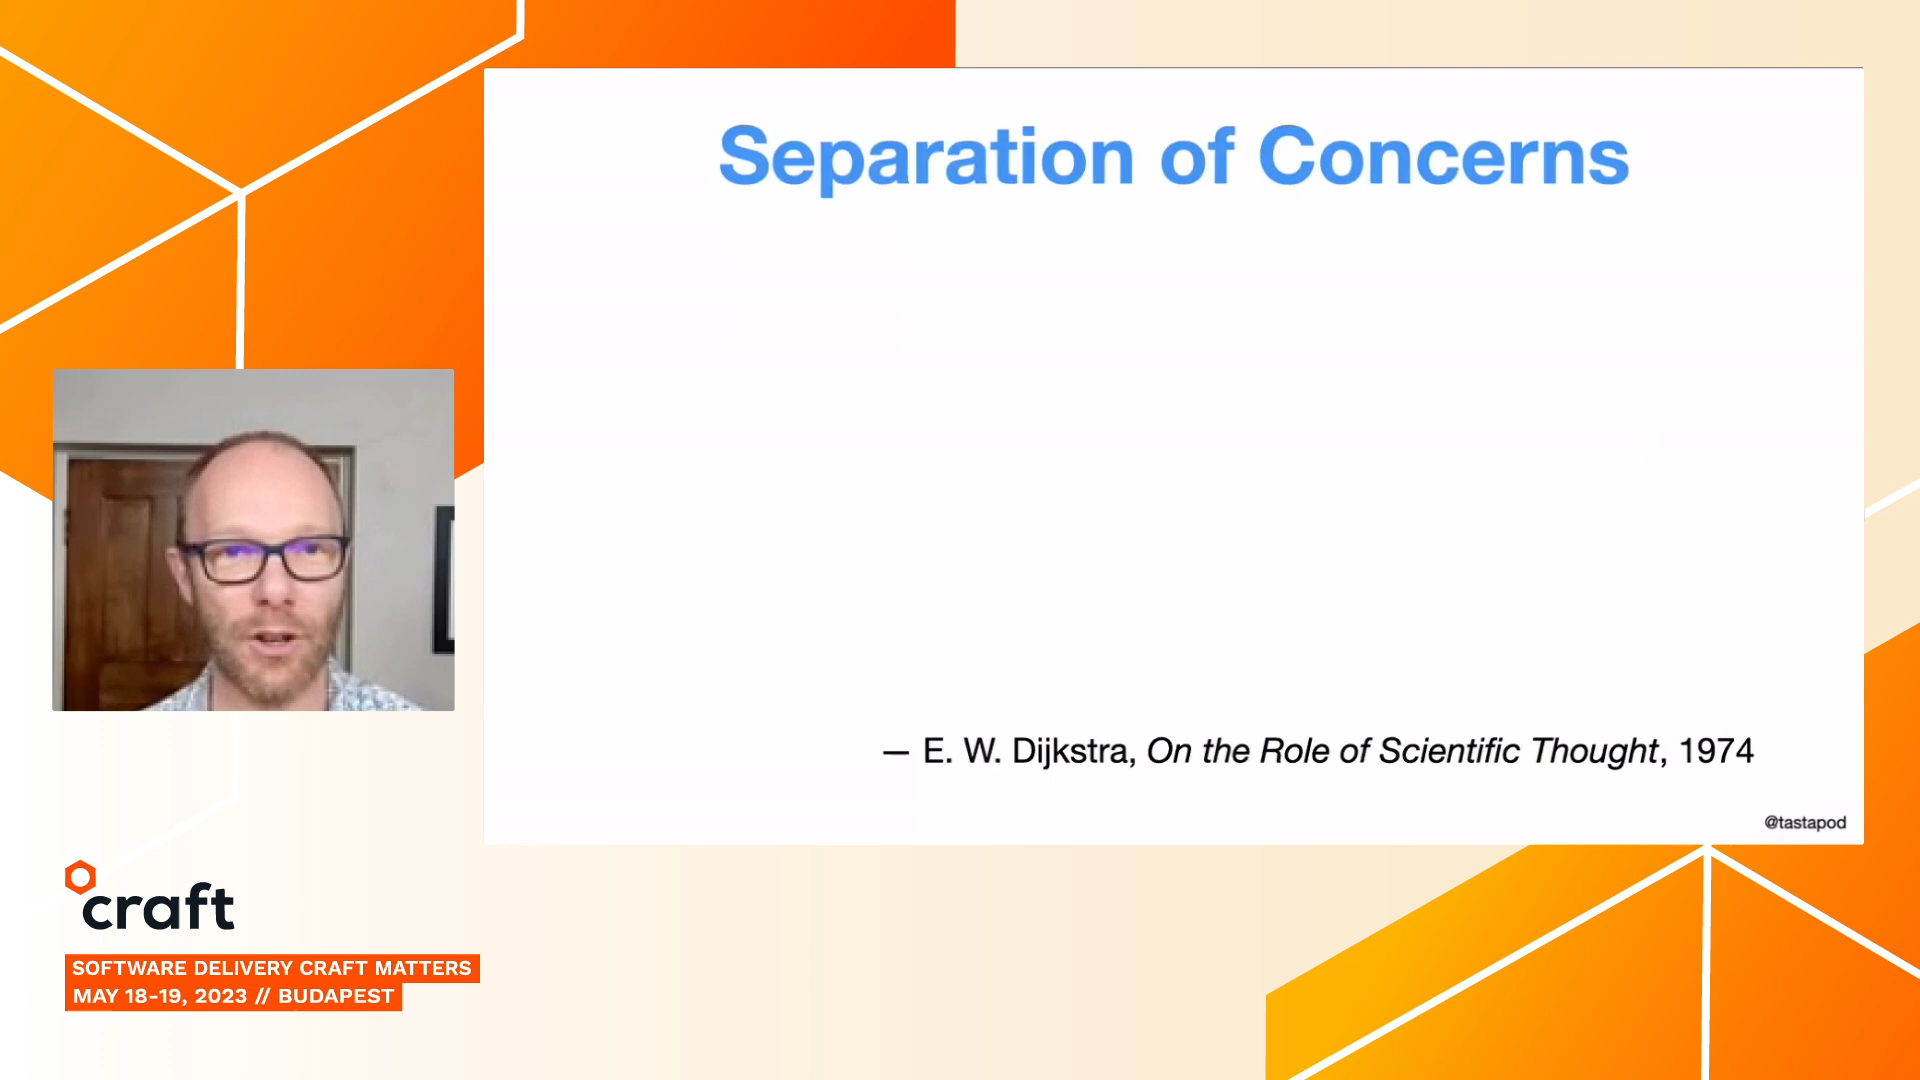 Separation of Concerns
— E. W. Dijkstra, On the Role of Scientific Thought, 1974
@tastapod
craft
SOFTWARE DELIVERY CRAFT MATTERS
MAY 18-19, 2023 // BUDAPEST